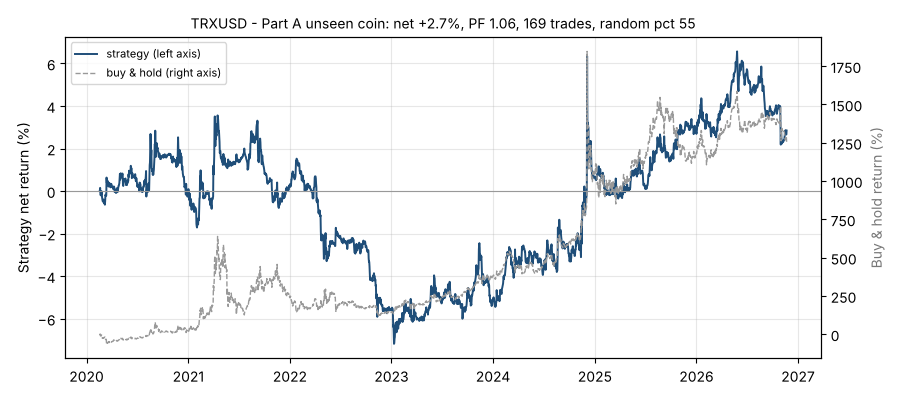 TRXUSD - Part A unseen coin: net +2.7%, PF 1.06, 169 trades, random pct 55
strategy (left axis)
buy & hold (right axis)
Strategy net return (%)
6
4
2
0
−2
−4
−6
1750
1500
1250
1000
750
500
250
0
Buy & hold return (%)
2020 2021 2022 2023 2024 2025 2026 2027